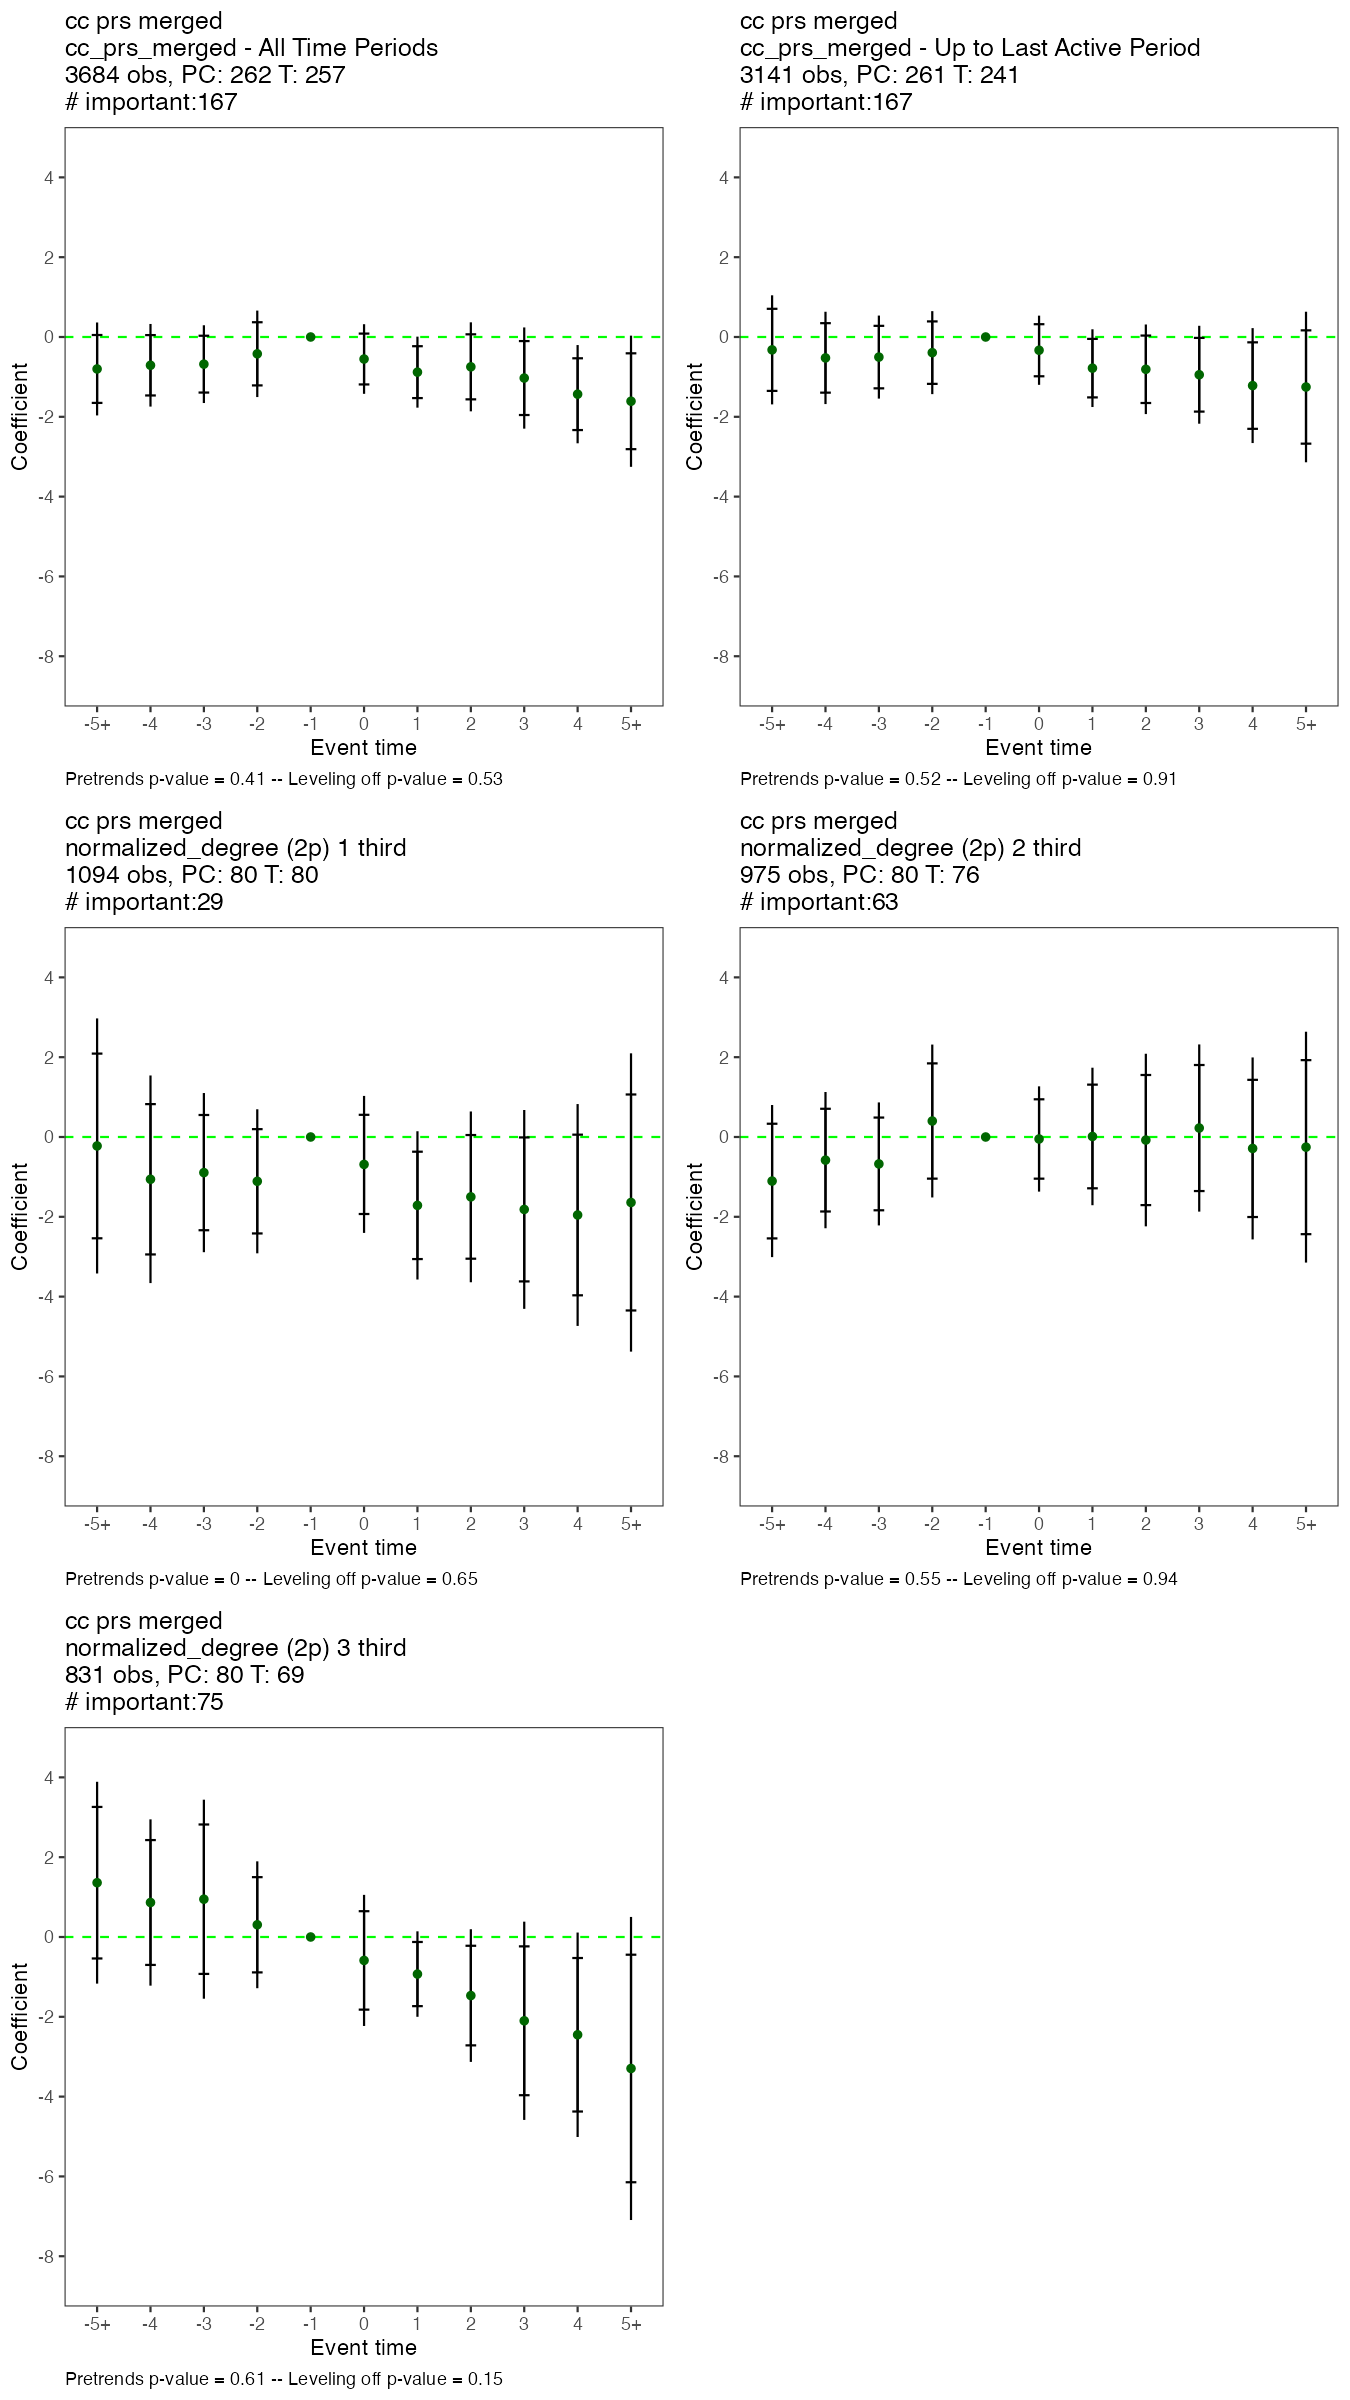 cc prs merged
cc_prs_merged - All Time Periods
3684 obs, PC: 262 T: 257
# important:167
4
2
0
-2
-4
-6
-8
Coefficient
-5+ -4 -3 -2 -1 0 1 2 3 4 5+
Event time
Pretrends p-value = 0.41 -- Leveling off p-value = 0.53
cc prs merged
cc_prs_merged - Up to Last Active Period
3141 obs, PC: 261 T: 241
# important:167
4
2
0
-2
-4
-6
-8
Coefficient
-5+ -4 -3 -2 -1 0 1 2 3 4 5+
Event time
Pretrends p-value = 0.52 -- Leveling off p-value = 0.91
cc prs merged
normalized_degree (2p) 1 third
1094 obs, PC: 80 T: 80
# important:29
4
2
0
-2
-4
-6
-8
Coefficient
-5+ -4 -3 -2 -1 0 1 2 3 4 5+
Event time
Pretrends p-value = 0 -- Leveling off p-value = 0.65
cc prs merged
normalized_degree (2p) 2 third
975 obs, PC: 80 T: 76
# important:63
4
2
0
-2
-4
-6
-8
Coefficient
-5+ -4 -3 -2 -1 0 1 2 3 4 5+
Event time
Pretrends p-value = 0.55 -- Leveling off p-value = 0.94
cc prs merged
normalized_degree (2p) 3 third
831 obs, PC: 80 T: 69
# important:75
4
2
0
-2
-4
-6
-8
Coefficient
-5+ -4 -3 -2 -1 0 1 2 3 4 5+
Event time
Pretrends p-value = 0.61 -- Leveling off p-value = 0.15